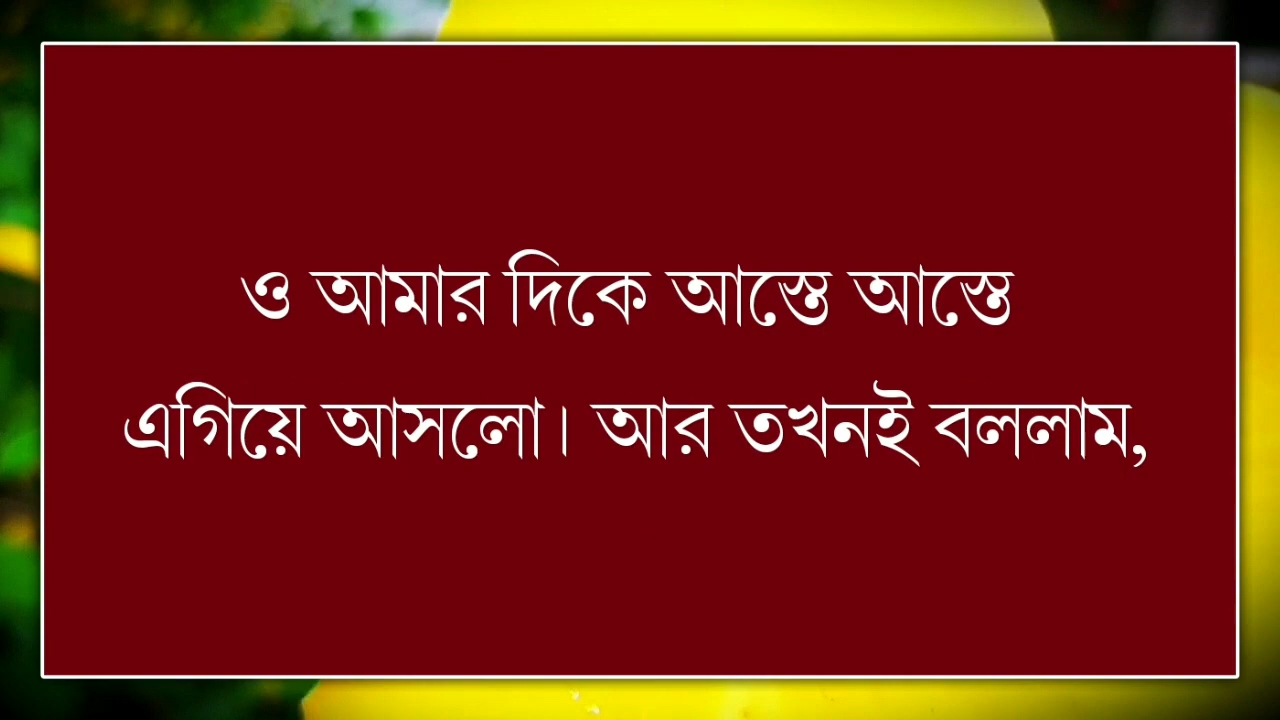 ও আমার দিকে আস্তে আস্তে
এগিয়ে আসলো। আর তখনই বললাম,